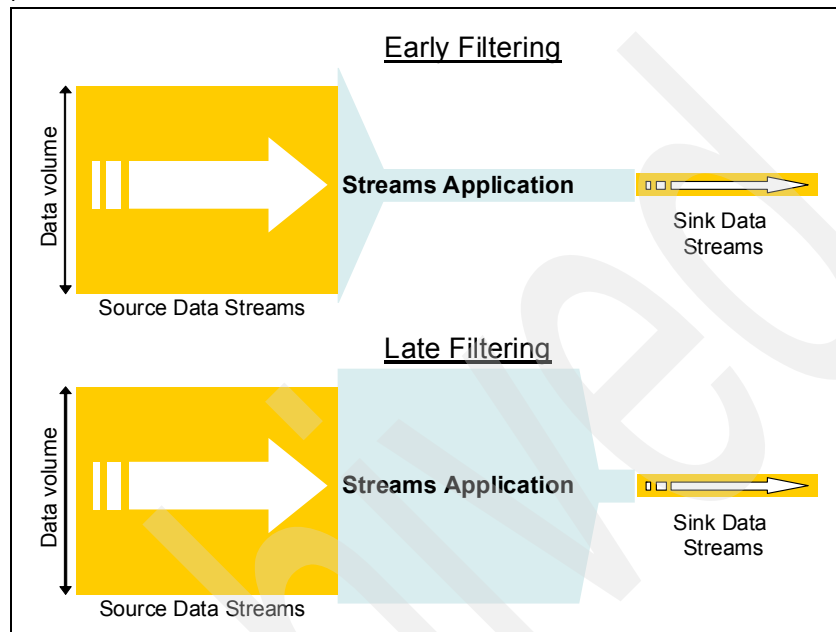 Early Filtering
Data volume
Streams Application
Sink Data
Streams
Source Data Streams
Late Filtering
Data volume
Streams Application
Sink Data
Streams
Source Data Streams